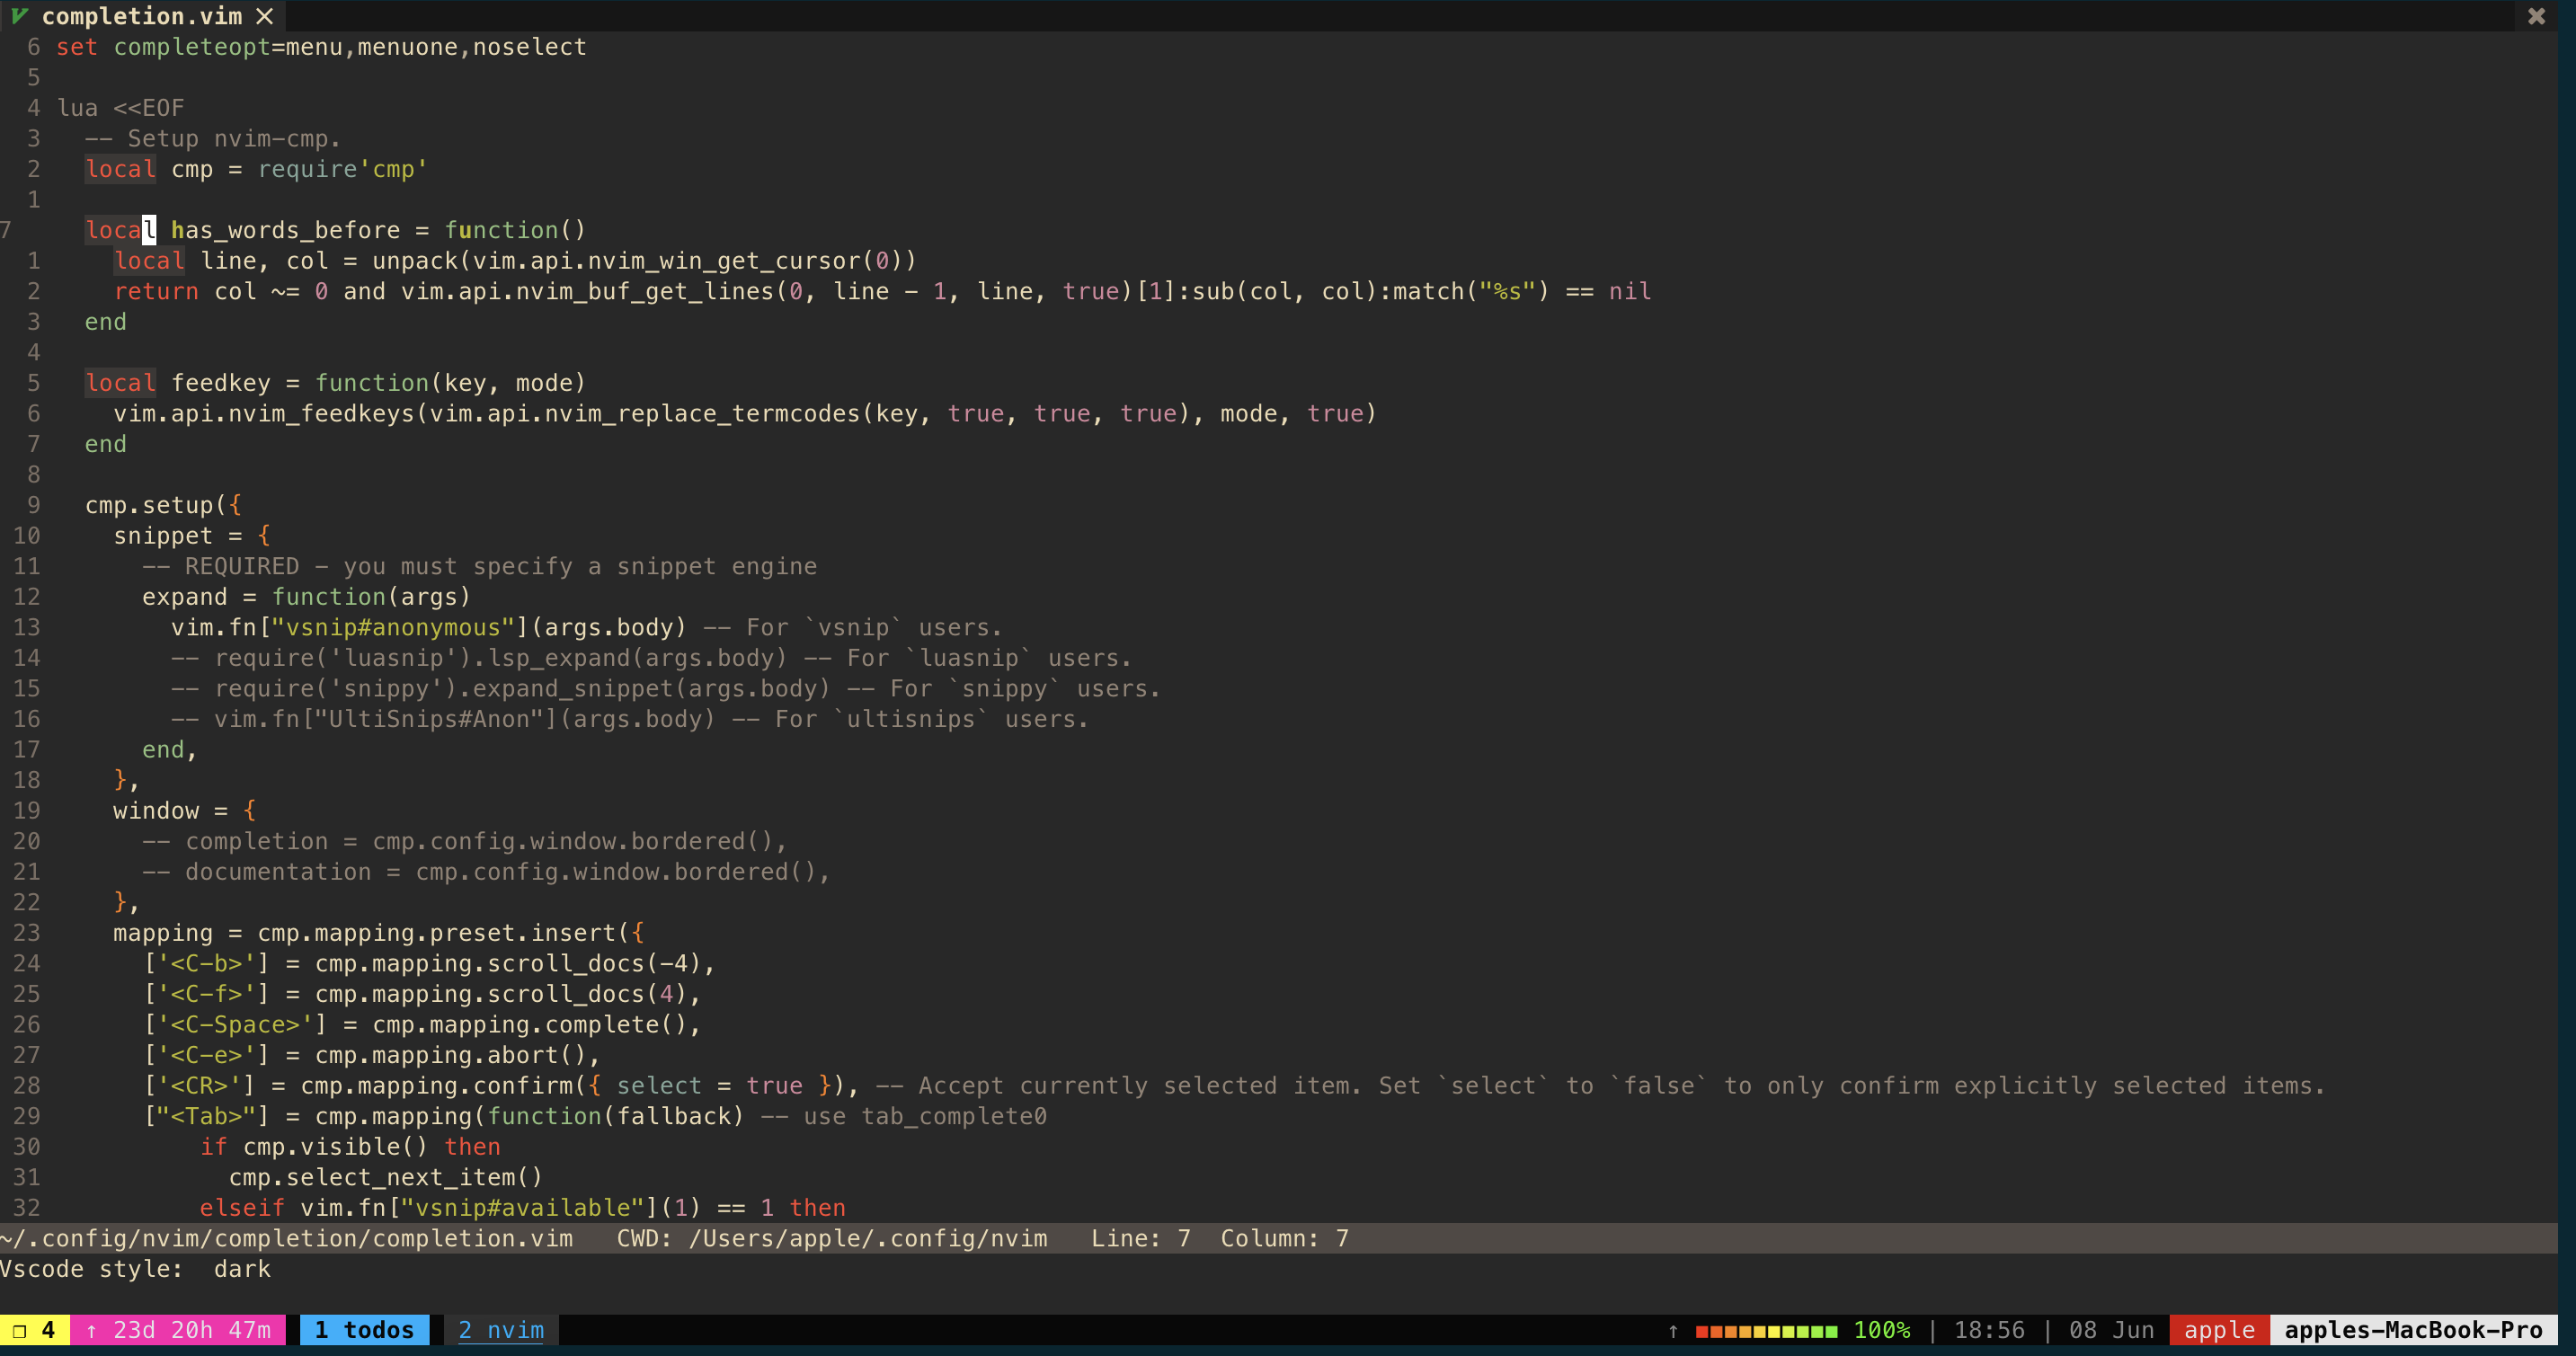 completion.vim ✕ ✖
6 set completeopt=menu,menuone,noselect
5
4 lua <<EOF
3   -- Setup nvim-cmp.
2   local cmp = require'cmp'
1
7   local has_words_before = function()
1     local line, col = unpack(vim.api.nvim_win_get_cursor(0))
2     return col ~= 0 and vim.api.nvim_buf_get_lines(0, line - 1, line, true)[1]:sub(col, col):match("%s") == nil
3   end
4
5   local feedkey = function(key, mode)
6     vim.api.nvim_feedkeys(vim.api.nvim_replace_termcodes(key, true, true, true), mode, true)
7   end
8
9   cmp.setup({
10     snippet = {
11       -- REQUIRED - you must specify a snippet engine
12       expand = function(args)
13         vim.fn["vsnip#anonymous"](args.body) -- For `vsnip` users.
14         -- require('luasnip').lsp_expand(args.body) -- For `luasnip` users.
15         -- require('snippy').expand_snippet(args.body) -- For `snippy` users.
16         -- vim.fn["UltiSnips#Anon"](args.body) -- For `ultisnips` users.
17       end,
18     },
19     window = {
20       -- completion = cmp.config.window.bordered(),
21       -- documentation = cmp.config.window.bordered(),
22     },
23     mapping = cmp.mapping.preset.insert({
24       ['<C-b>'] = cmp.mapping.scroll_docs(-4),
25       ['<C-f>'] = cmp.mapping.scroll_docs(4),
26       ['<C-Space>'] = cmp.mapping.complete(),
27       ['<C-e>'] = cmp.mapping.abort(),
28       ['<CR>'] = cmp.mapping.confirm({ select = true }), -- Accept currently selected item. Set `select` to `false` to only confirm explicitly selected items.
29       ["<Tab>"] = cmp.mapping(function(fallback) -- use tab_complete0
30           if cmp.visible() then
31             cmp.select_next_item()
32           elseif vim.fn["vsnip#available"](1) == 1 then
~/.config/nvim/completion/completion.vim   CWD: /Users/apple/.config/nvim   Line: 7  Column: 7
Vscode style:  dark
❐ 4 ↑ 23d 20h 47m 1 todos 2 nvim ↑ 100% | 18:56 | 08 Jun apple apples-MacBook-Pro